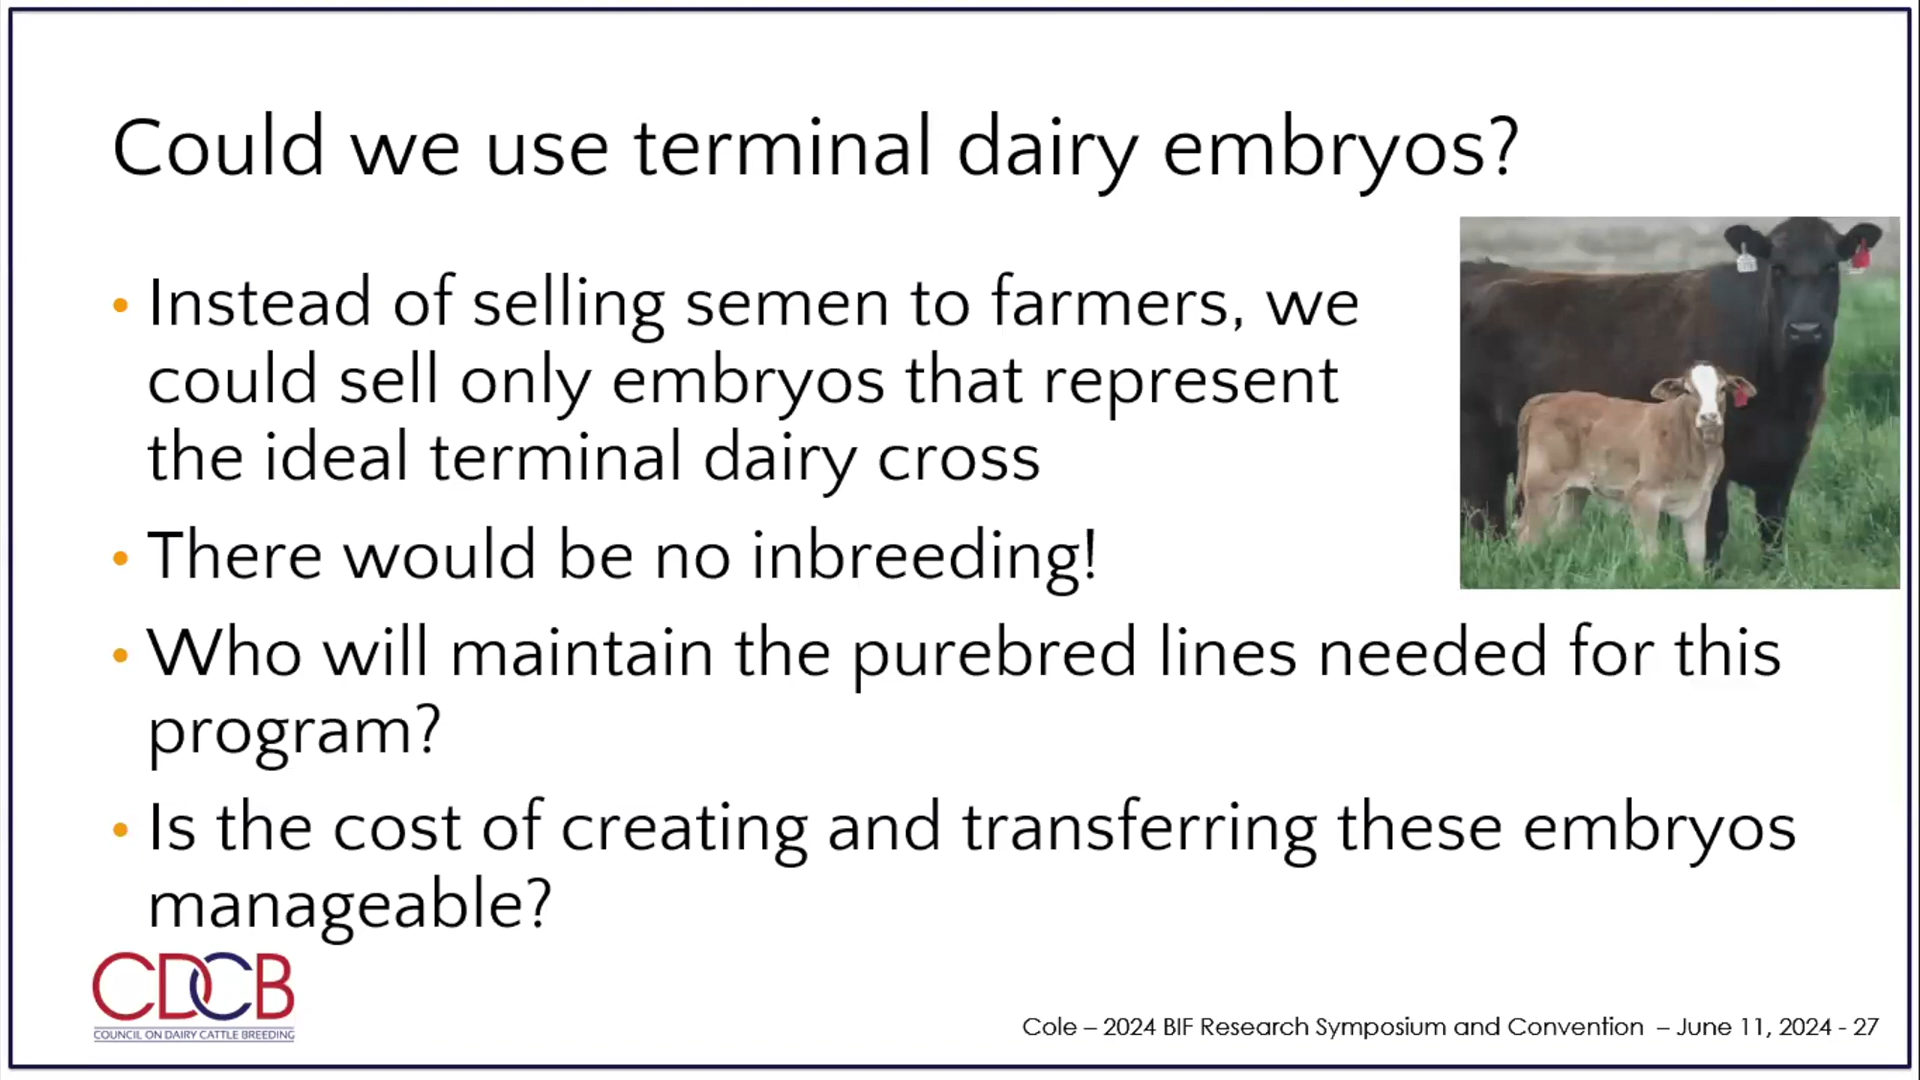 Could we use terminal dairy embryos?
• Instead of selling semen to farmers, we
could sell only embryos that represent
the ideal terminal dairy cross
• There would be no inbreeding!
• Who will maintain the purebred lines needed for this
program?
• Is the cost of creating and transferring these embryos
manageable?
CDCB
COUNCIL ON DAIRY CATTLE BREEDING
Cole – 2024 BIF Research Symposium and Convention – June 11, 2024 - 27